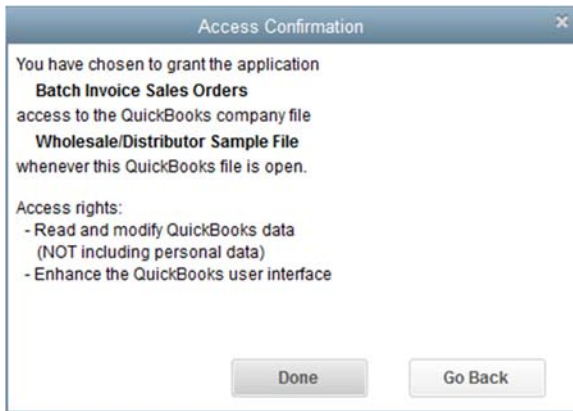 Access Confirmation
You have chosen to grant the application
Batch Invoice Sales Orders
access to the QuickBooks company file
Wholesale/Distributor Sample File
whenever this QuickBooks file is open.
Access rights:
- Read and modify QuickBooks data
(NOT including personal data)
- Enhance the QuickBooks user interface
Done Go Back